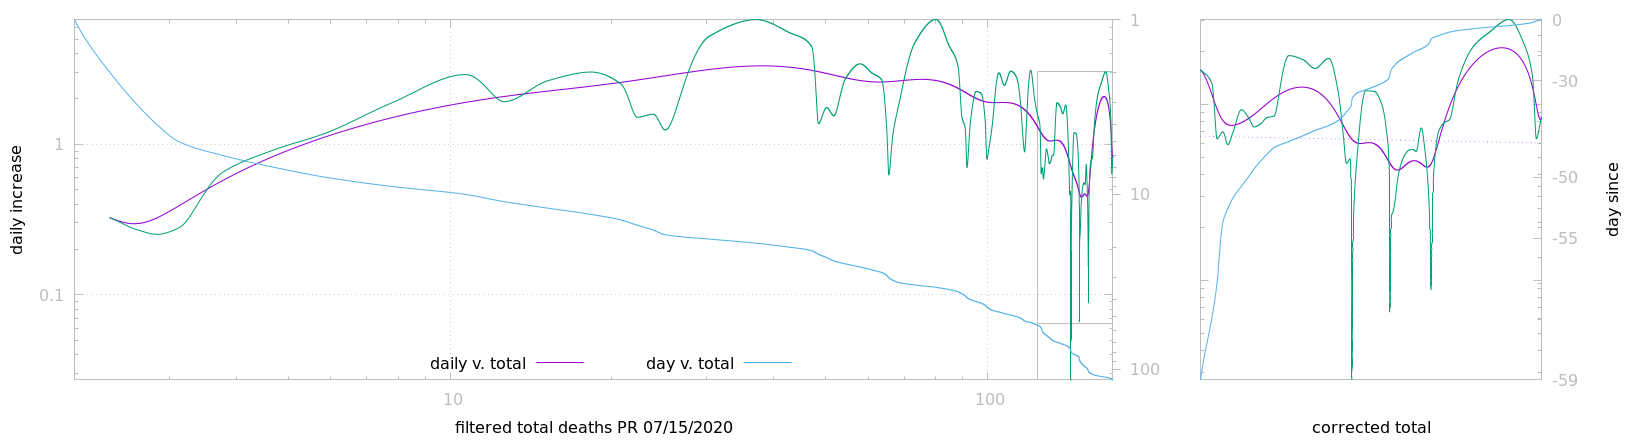 1
0
-30
1
daily increase
10
-50
day since
-55
0.1
daily v. total
day v. total
100
-59
10
100
filtered total deaths PR 07/15/2020
corrected total